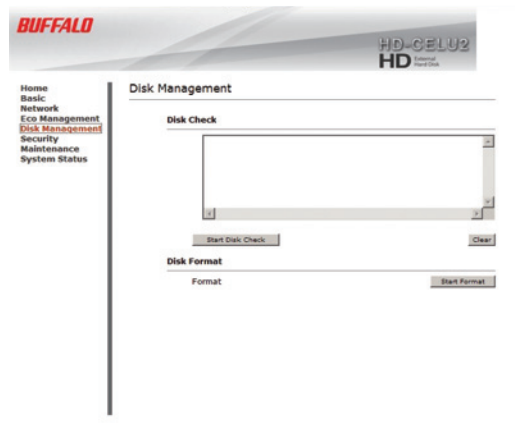 BUFFALO
HD-CELU2
HD External Hard Disk
Home
Basic
Network
Eco Management
Disk Management
Security
Maintenance
System Status
Disk Management
Disk Check
Start Disk Check
Clear
Disk Format
Format
Start Format